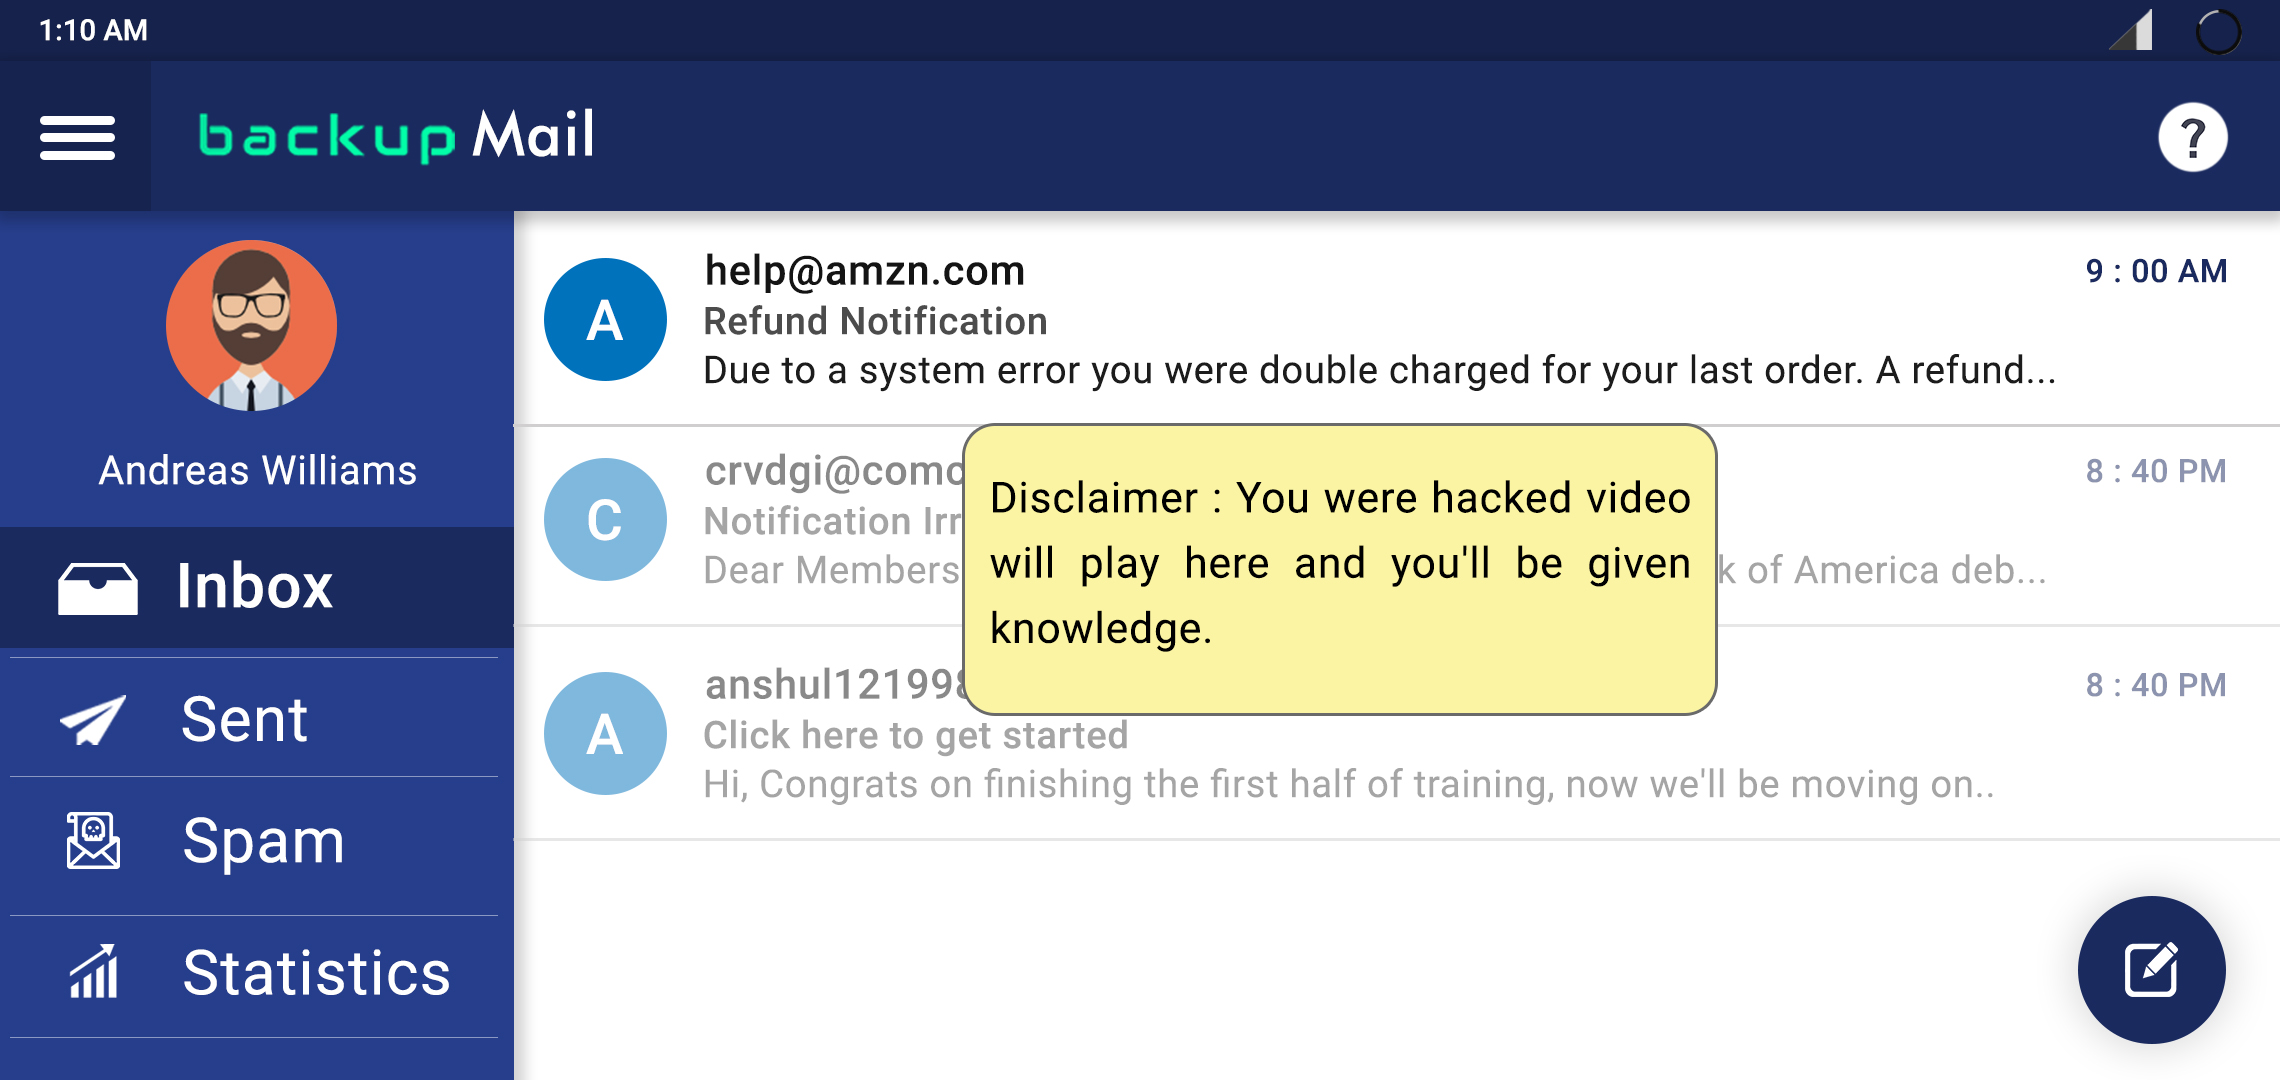 1:10 AM
backup Mail
?
Andreas Williams
Inbox
Sent
Spam
Statistics
A
help@amzn.com
9 : 00 AM
Refund Notification
Due to a system error you were double charged for your last order. A refund...
C
8 : 40 PM
Notification
Dear Members
of America deb...
Disclaimer : You were hacked video
will play here and you'll be given
knowledge.
A
8 : 40 PM
Click here to get started
Hi, Congrats on finishing the first half of training, now we'll be moving on..